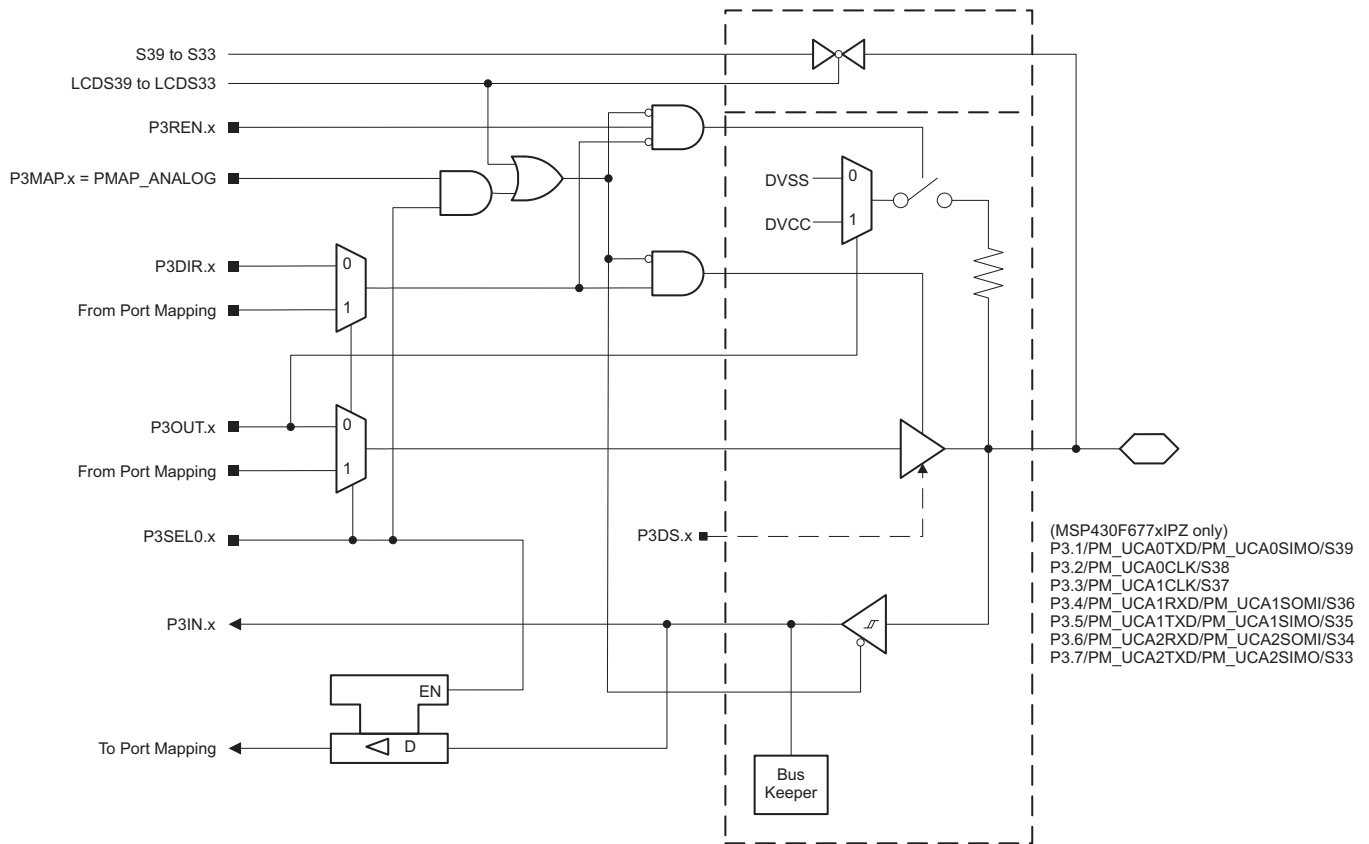 S39 to S33
LCDS39 to LCDS33
P3REN.x
P3MAP.x = PMAP_ANALOG
DVSS
0
DVCC
1
P3DIR.x
0
From Port Mapping
1
P3OUT.x
0
From Port Mapping
1
P3SEL0.x
P3DS.x
(MSP430F677xIPZ only)
P3.1/PM_UCA0TXD/PM_UCA0SIMO/S39
P3.2/PM_UCA0CLK/S38
P3.3/PM_UCA1CLK/S37
P3.4/PM_UCA1RXD/PM_UCA1SOMI/S36
P3.5/PM_UCA1TXD/PM_UCA1SIMO/S35
P3.6/PM_UCA2RXD/PM_UCA2SOMI/S34
P3.7/PM_UCA2TXD/PM_UCA2SIMO/S33
P3IN.x
EN
To Port Mapping
D
Bus
Keeper